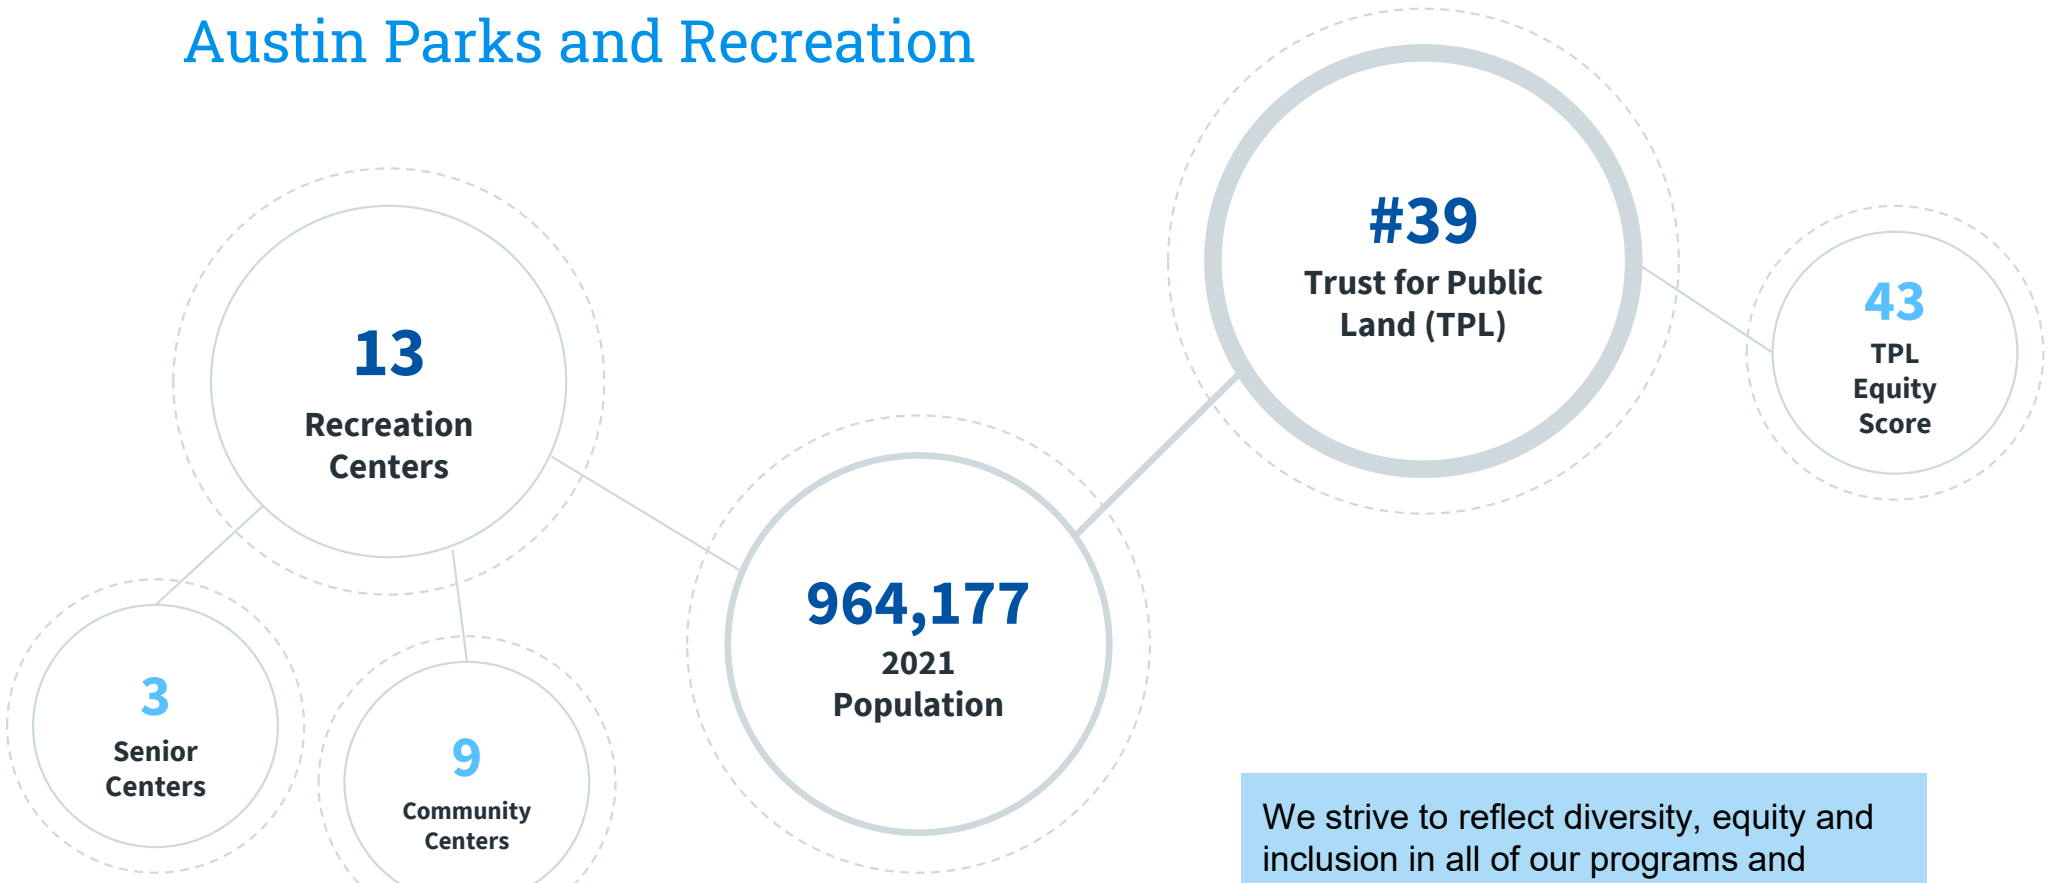 Austin Parks and Recreation
13
Recreation
Centers
3
Senior
Centers
9
Community
Centers
964,177
2021
Population
#39
Trust for Public
Land (TPL)
43
TPL
Equity
Score
We strive to reflect diversity, equity and
inclusion in all of our programs and